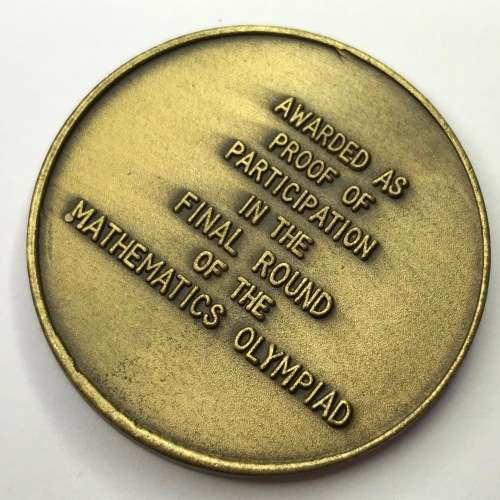 AWARDED AS
PROOF OF
PARTICIPATION
IN THE
FINAL ROUND
OF THE
MATHEMATICS OLYMPIAD